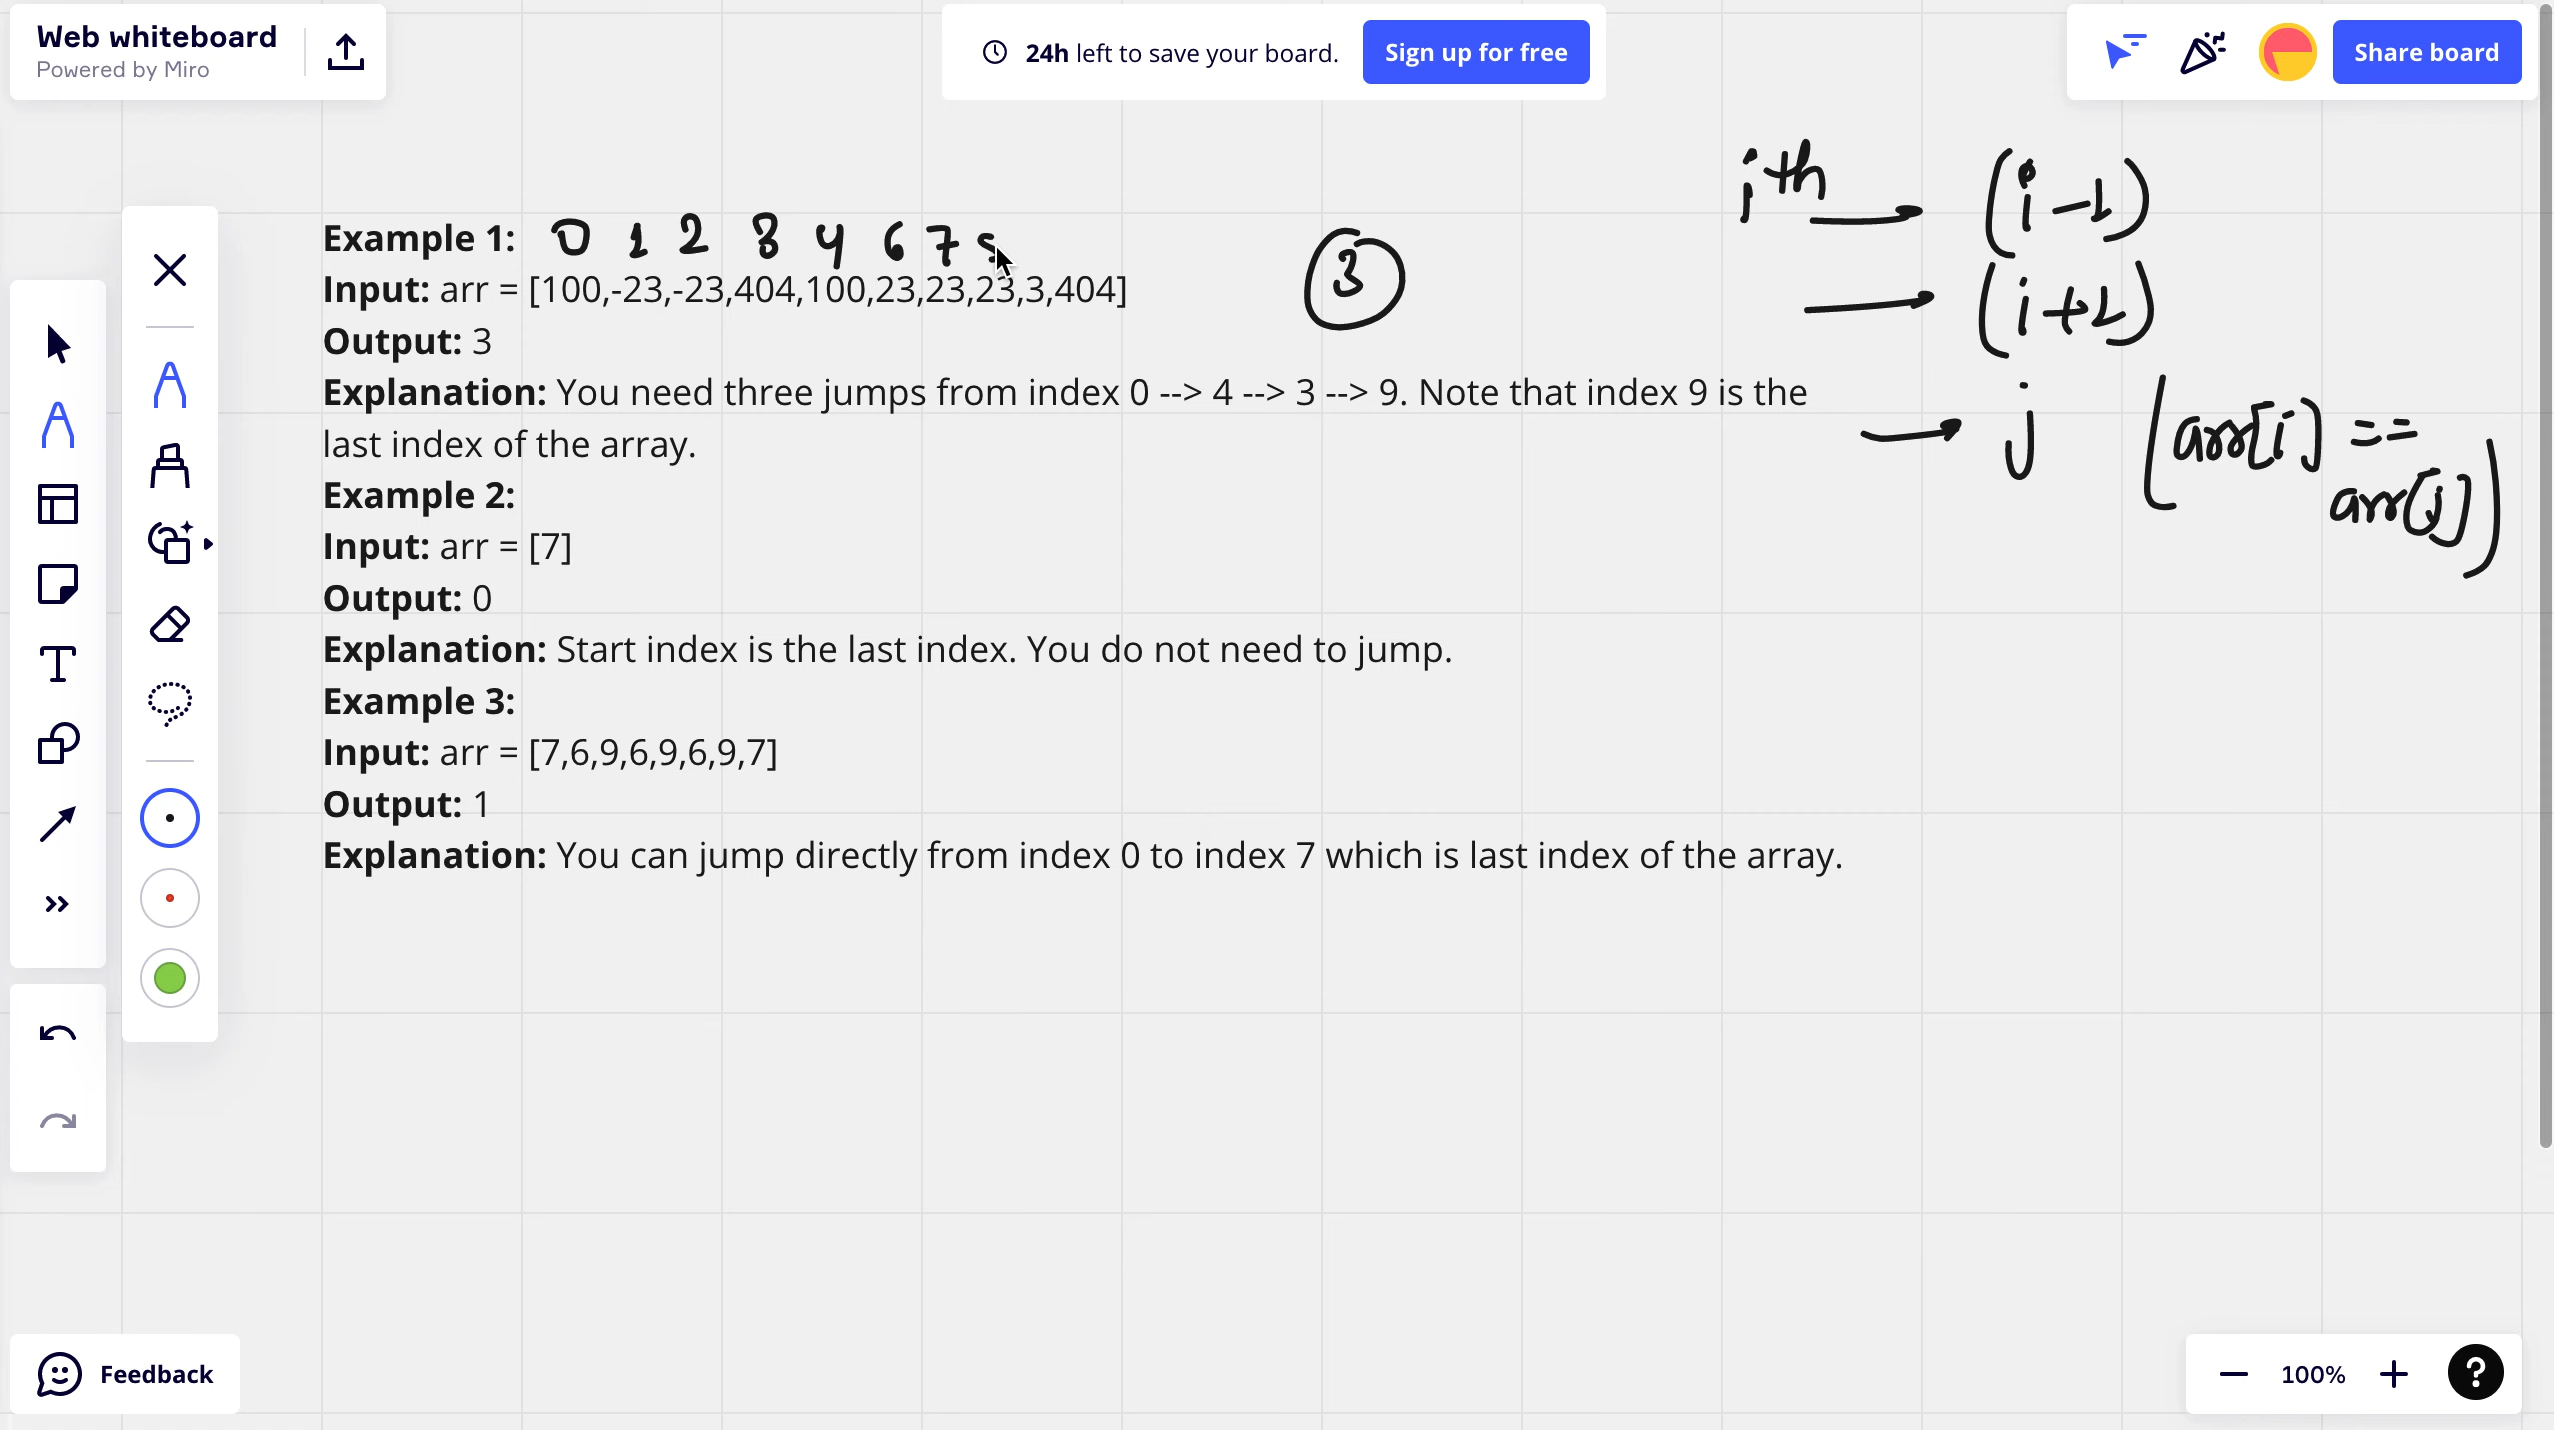 Web whiteboard
Powered by Miro
24h left to save your board.
Sign up for free
Share board
ith (i-1)
(i+1)
j (arr[i] ==
arr[j])
3
0 1 2 3 4 6 7
Example 1:
Input: arr = [100,-23,-23,404,100,23,23,23,3,404]
Output: 3
Explanation: You need three jumps from index 0 --> 4 --> 3 --> 9. Note that index 9 is the
last index of the array.
Example 2:
Input: arr = [7]
Output: 0
Explanation: Start index is the last index. You do not need to jump.
Example 3:
Input: arr = [7,6,9,6,9,6,9,7]
Output: 1
Explanation: You can jump directly from index 0 to index 7 which is last index of the array.
Feedback
100%
?